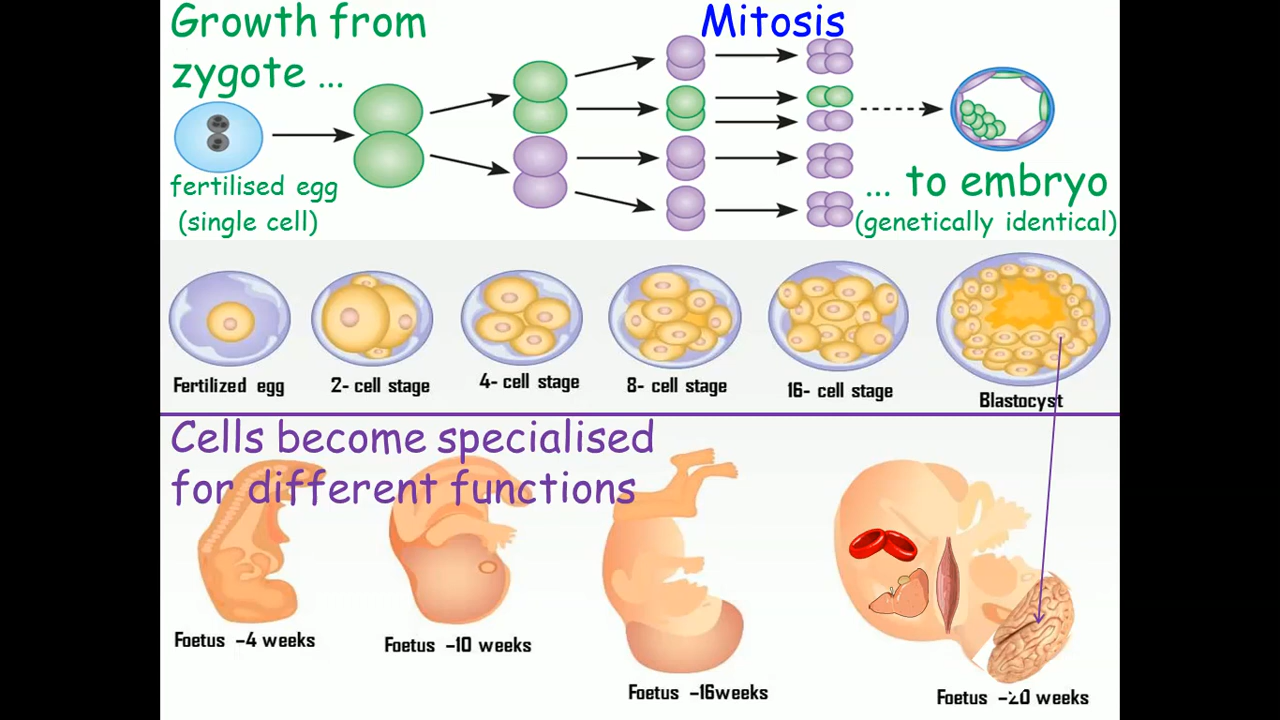 Growth from
zygote ...
Mitosis
fertilised egg
(single cell)
... to embryo
(genetically identical)
Fertilized egg
2- cell stage
4- cell stage
8- cell stage
16- cell stage
Blastocyst
Cells become specialised
for different functions
Foetus -4 weeks
Foetus -10 weeks
Foetus -16weeks
Foetus -20 weeks